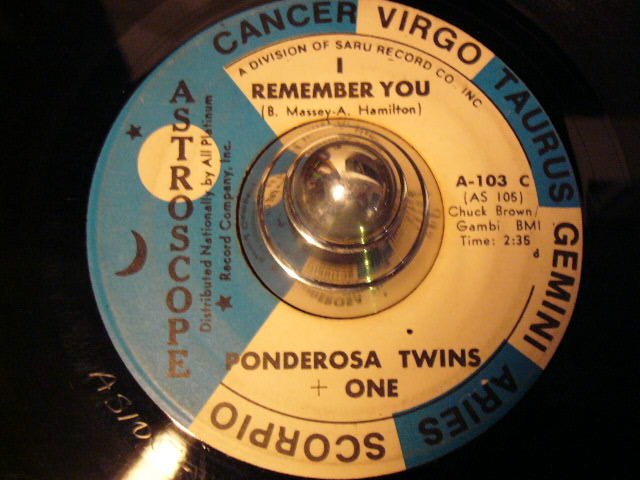 CANCER
VIRGO
TAURUS
GEMINI
ARIES
SCORPIO
A DIVISION OF SARU RECORD CO., INC
I
REMEMBER YOU
(B. Massey-A. Hamilton)
ASTROSCOPE
Distributed Nationally by All Platinum
Record Company, Inc.
A-103 C
(AS 105)
Chuck Brown/
Gambi BMI
Time: 2:35
d
PONDEROSA TWINS
+ ONE